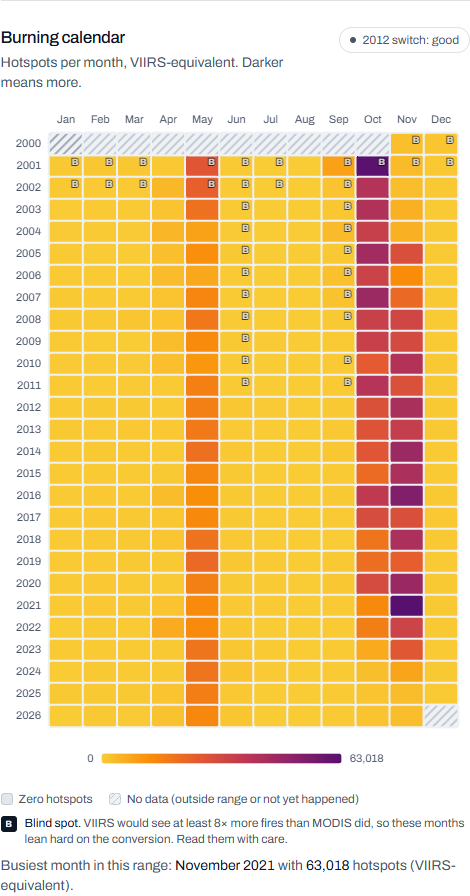 Burning calendar
2012 switch: good
Hotspots per month, VIIRS-equivalent. Darker
means more.
Jan Feb Mar Apr May Jun Jul Aug Sep Oct Nov Dec
2000 B B
2001 B B B B B B B B B B
2002 B B B B B B B
2003 B B
2004 B B
2005 B B
2006 B B
2007 B B
2008 B B
2009 B
2010 B B
2011 B B
2012
2013
2014
2015
2016
2017
2018
2019
2020
2021
2022
2023
2024
2025
2026
0 63,018
Zero hotspots No data (outside range or not yet happened)
B Blind spot. VIIRS would see at least 8× more fires than MODIS did, so these months
lean hard on the conversion. Read them with care.
Busiest month in this range: November 2021 with 63,018 hotspots (VIIRS-
equivalent).